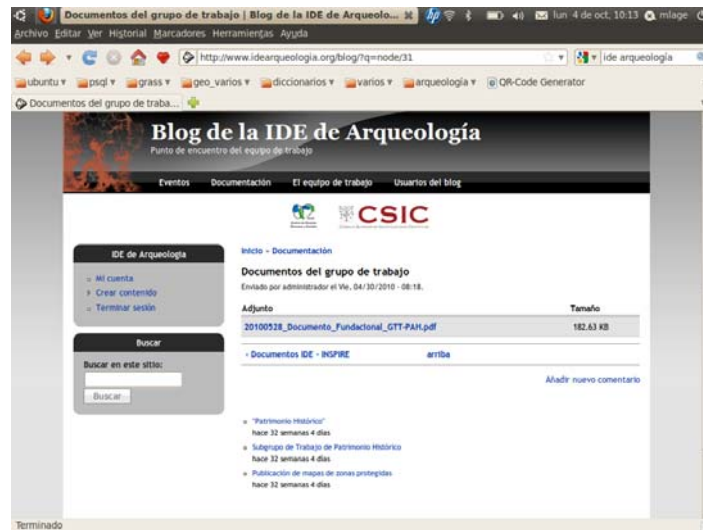 Documentos del grupo de trabajo | Blog de la IDE de Arqueolo...
lun 4 de oct, 10:13
mlage
Archivo Editar Ver Historial Marcadores Herramientas Ayuda
http://www.idearqueologia.org/blog/?q=node/31
ide arqueología
ubuntu
psql
grass
geo_varios
diccionarios
varios
arqueología
QR-Code Generator
Documentos del grupo de traba...
Blog de la IDE de Arqueología
Punto de encuentro del equipo de trabajo
Eventos Documentación El equipo de trabajo Usuarios del blog
CSIC
IDE de Arqueología
Mi cuenta
Crear contenido
Terminar sesión
Buscar
Buscar en este sitio:
Buscar
Inicio » Documentación
Documentos del grupo de trabajo
Enviado por administrador el Vie, 04/30/2010 - 08:18.
Adjunto Tamaño
20100528_Documento_Fundacional_GTT-PAH.pdf 182.63 KB
‹ Documentos IDE - INSPIRE arriba
Añadir nuevo comentario
"Patrimonio Histórico"
hace 32 semanas 4 días
Subgrupo de Trabajo de Patrimonio Histórico
hace 32 semanas 4 días
Publicación de mapas de zonas protegidas
hace 32 semanas 4 días
Terminado